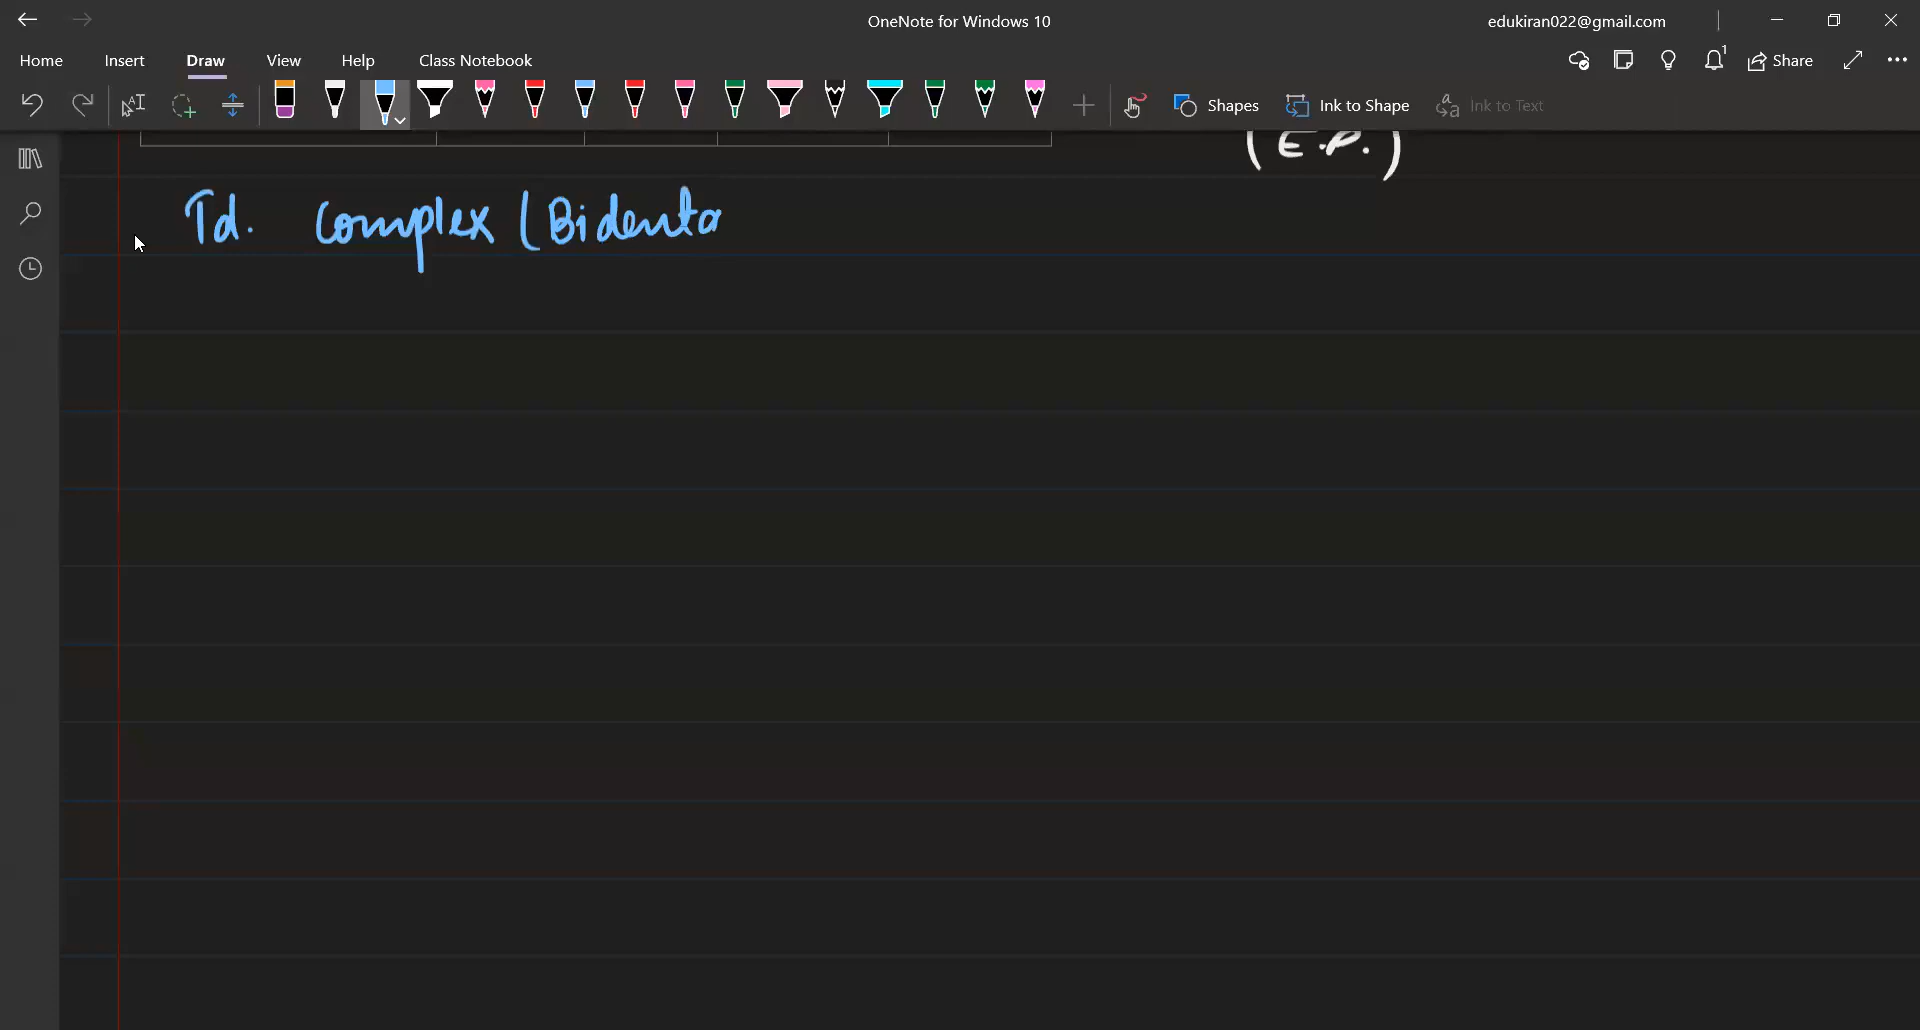 OneNote for Windows 10
edukiran022@gmail.com
Home Insert Draw View Help Class Notebook
1
Share
Shapes
Ink to Shape
Ink to Text
(E.P.)
Td. Complex (Bidenta